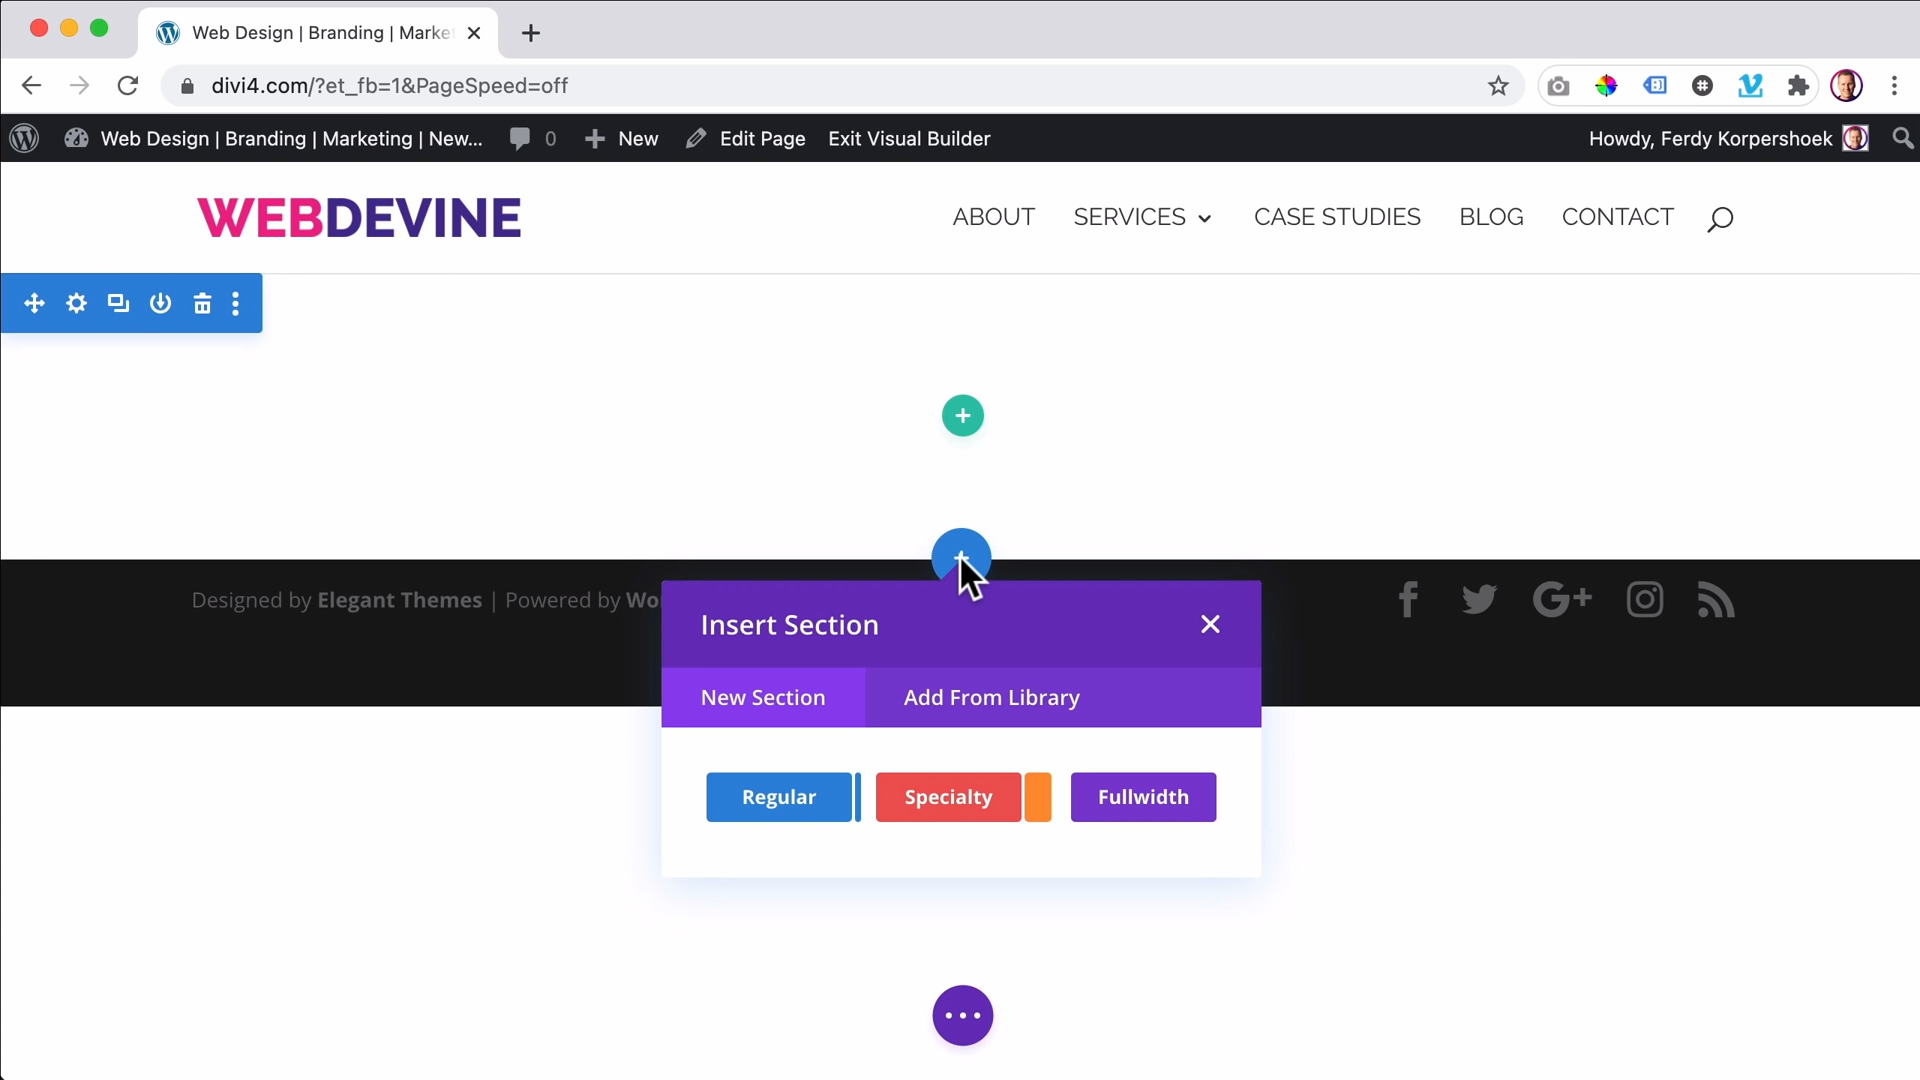 Web Design | Branding | Marke
divi4.com/?et_fb=1&PageSpeed=off
Web Design | Branding | Marketing | New... 0 New Edit Page Exit Visual Builder Howdy, Ferdy Korpershoek
WEBDEVINE ABOUT SERVICES CASE STUDIES BLOG CONTACT
Designed by Elegant Themes | Powered by Wo
Insert Section
New Section Add From Library
Regular Specialty Fullwidth